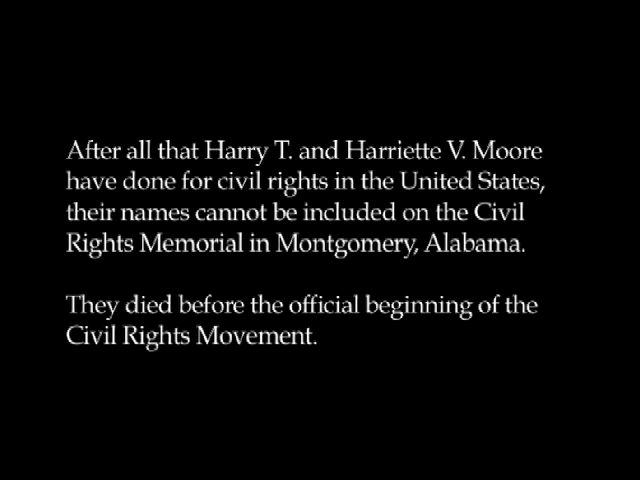 After all that Harry T. and Harriette V. Moore
have done for civil rights in the United States,
their names cannot be included on the Civil
Rights Memorial in Montgomery, Alabama.
They died before the official beginning of the
Civil Rights Movement.